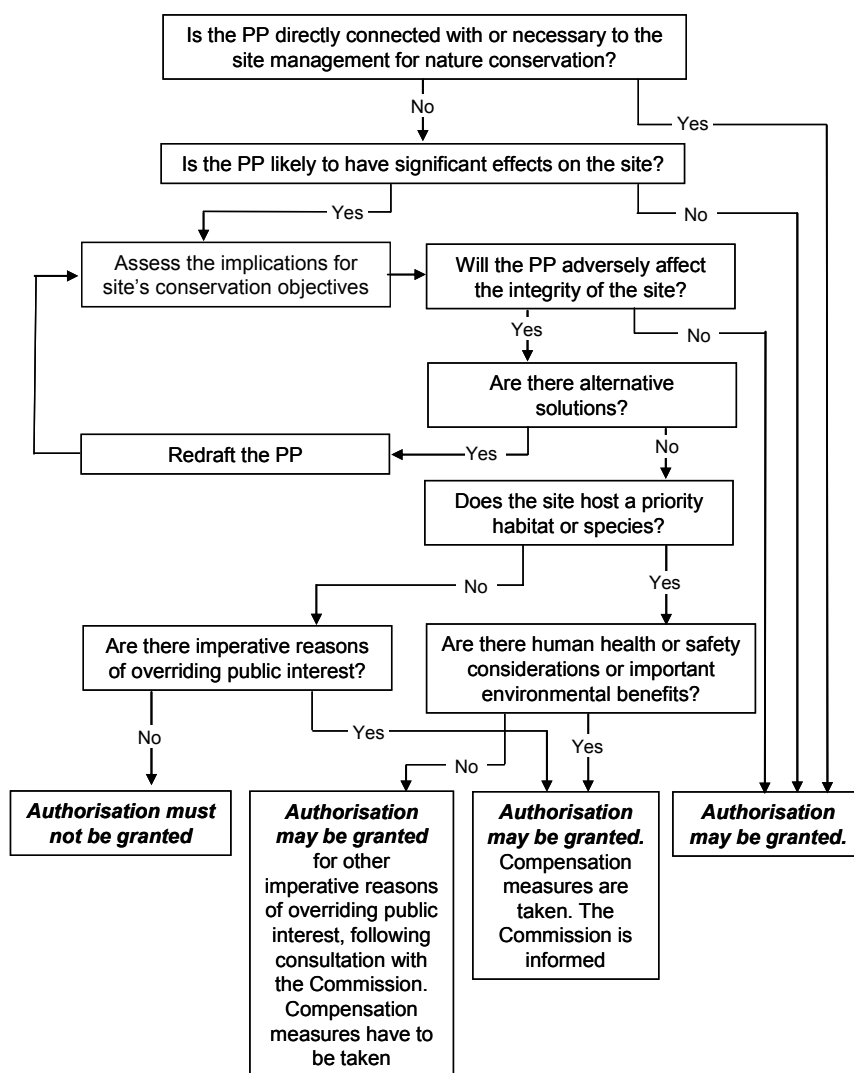 Is the PP directly connected with or necessary to the
site management for nature conservation?
No
Yes
Is the PP likely to have significant effects on the site?
Yes
No
Assess the implications for
site's conservation objectives
Will the PP adversely affect
the integrity of the site?
Yes
No
Are there alternative
solutions?
Redraft the PP
Yes
No
Does the site host a priority
habitat or species?
No
Yes
Are there imperative reasons
of overriding public interest?
Are there human health or safety
considerations or important
environmental benefits?
No
Yes
No
Yes
Authorisation must
not be granted
Authorisation
may be granted
for other
imperative reasons
of overriding public
interest, following
consultation with
the Commission.
Compensation
measures have to
be taken
Authorisation
may be granted.
Compensation
measures are
taken. The
Commission is
informed
Authorisation
may be granted.